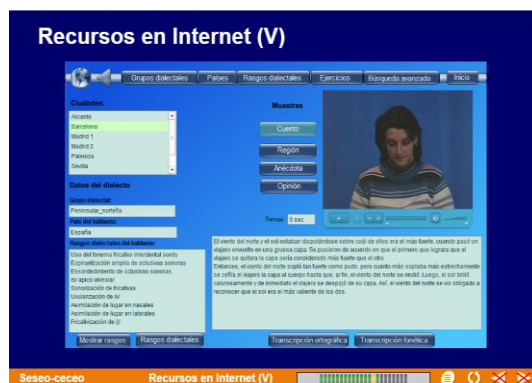 Recursos en Internet (V)
Grupos dialectales
Países
Rasgos dialectales
Ejercicios
Búsqueda avanzada
Inicio
Ciudades:
Alicante
Barcelona
Madrid 1
Madrid 2
Palencia
Sevilla
Datos del dialecto
Grupo dialectal:
Peninsular_norteño
País del hablante:
España
Rasgos dialectales del hablante:
Uso del fonema fricativo interdental sordo
Espirantización amplia de oclusivas sonoras
Ensordedimiento de oclusivas sonoras
/s/ apico-alveolar
Sonorización de fricativas
Uvularización de /x/
Asimilación de lugar en nasales
Asimilación de lugar en laterales
Mostrar rasgos
Rasgos dialectales
Muestras
Cuento
Región
Anécdota
Opinión
Tiempo
0 sec
El viento del norte y el sol estaban disputándose sobre cuál de ellos era el más fuerte, cuando pasó un
viajero envuelto en una gruesa capa. Se pusieron de acuerdo en que el primero que lograra que el
viajero se quitara la capa sería considerado más fuerte que el otro.
Entonces, el viento del norte sopló tan fuerte como pudo, pero cuanto más soplaba más estrechamente
se ceñía el viajero la capa al cuerpo hasta que, al fin, el viento del norte se rindió. Luego, el sol brilló
calurosamente y de inmediato el viajero se despojó de su capa. Así, el viento del norte se vio obligado a
reconocer que el sol era el más valiente de los dos.
Transcripción ortográfica
Transcripción fonética
Seseo-ceceo
Recursos en Internet (V)